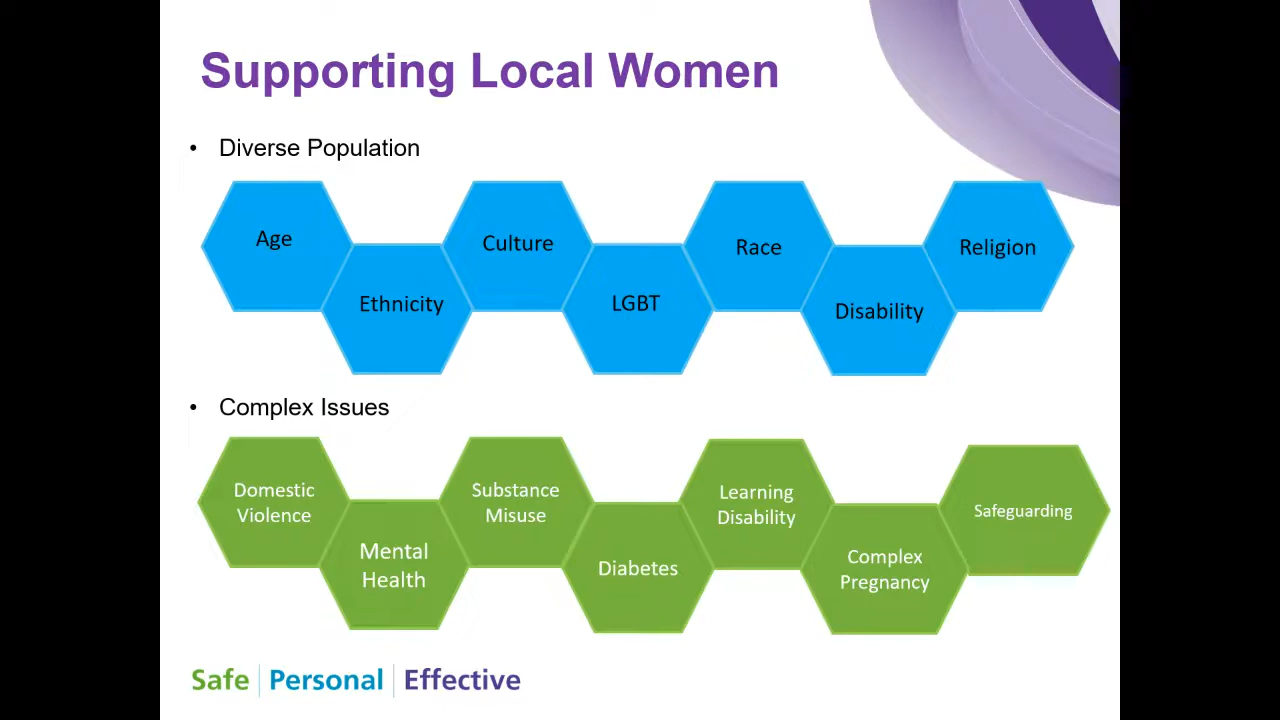 Supporting Local Women
• Diverse Population
Age
Ethnicity
Culture
LGBT
Race
Disability
Religion
• Complex Issues
Domestic
Violence
Mental
Health
Substance
Misuse
Diabetes
Learning
Disability
Complex
Pregnancy
Safeguarding
Safe | Personal | Effective